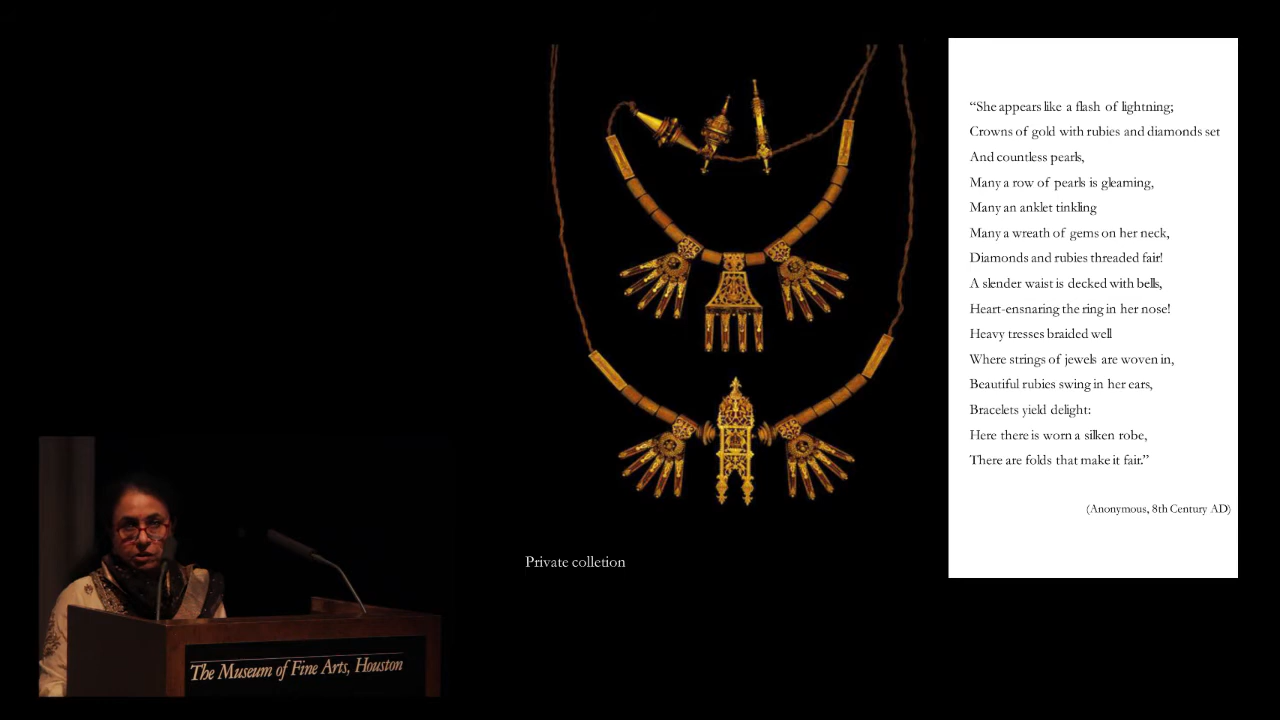 “She appears like a flash of lightning;
Crowns of gold with rubies and diamonds set
And countless pearls,
Many a row of pearls is gleaming,
Many an anklet tinkling
Many a wreath of gems on her neck,
Diamonds and rubies threaded fair!
A slender waist is decked with bells,
Heart-ensnaring the ring in her nose!
Heavy tresses braided well
Where strings of jewels are woven in,
Beautiful rubies swing in her ears,
Bracelets yield delight:
Here there is worn a silken robe,
There are folds that make it fair.”
(Anonymous, 8th Century AD)
Private colletion
The Museum of Fine Arts, Houston